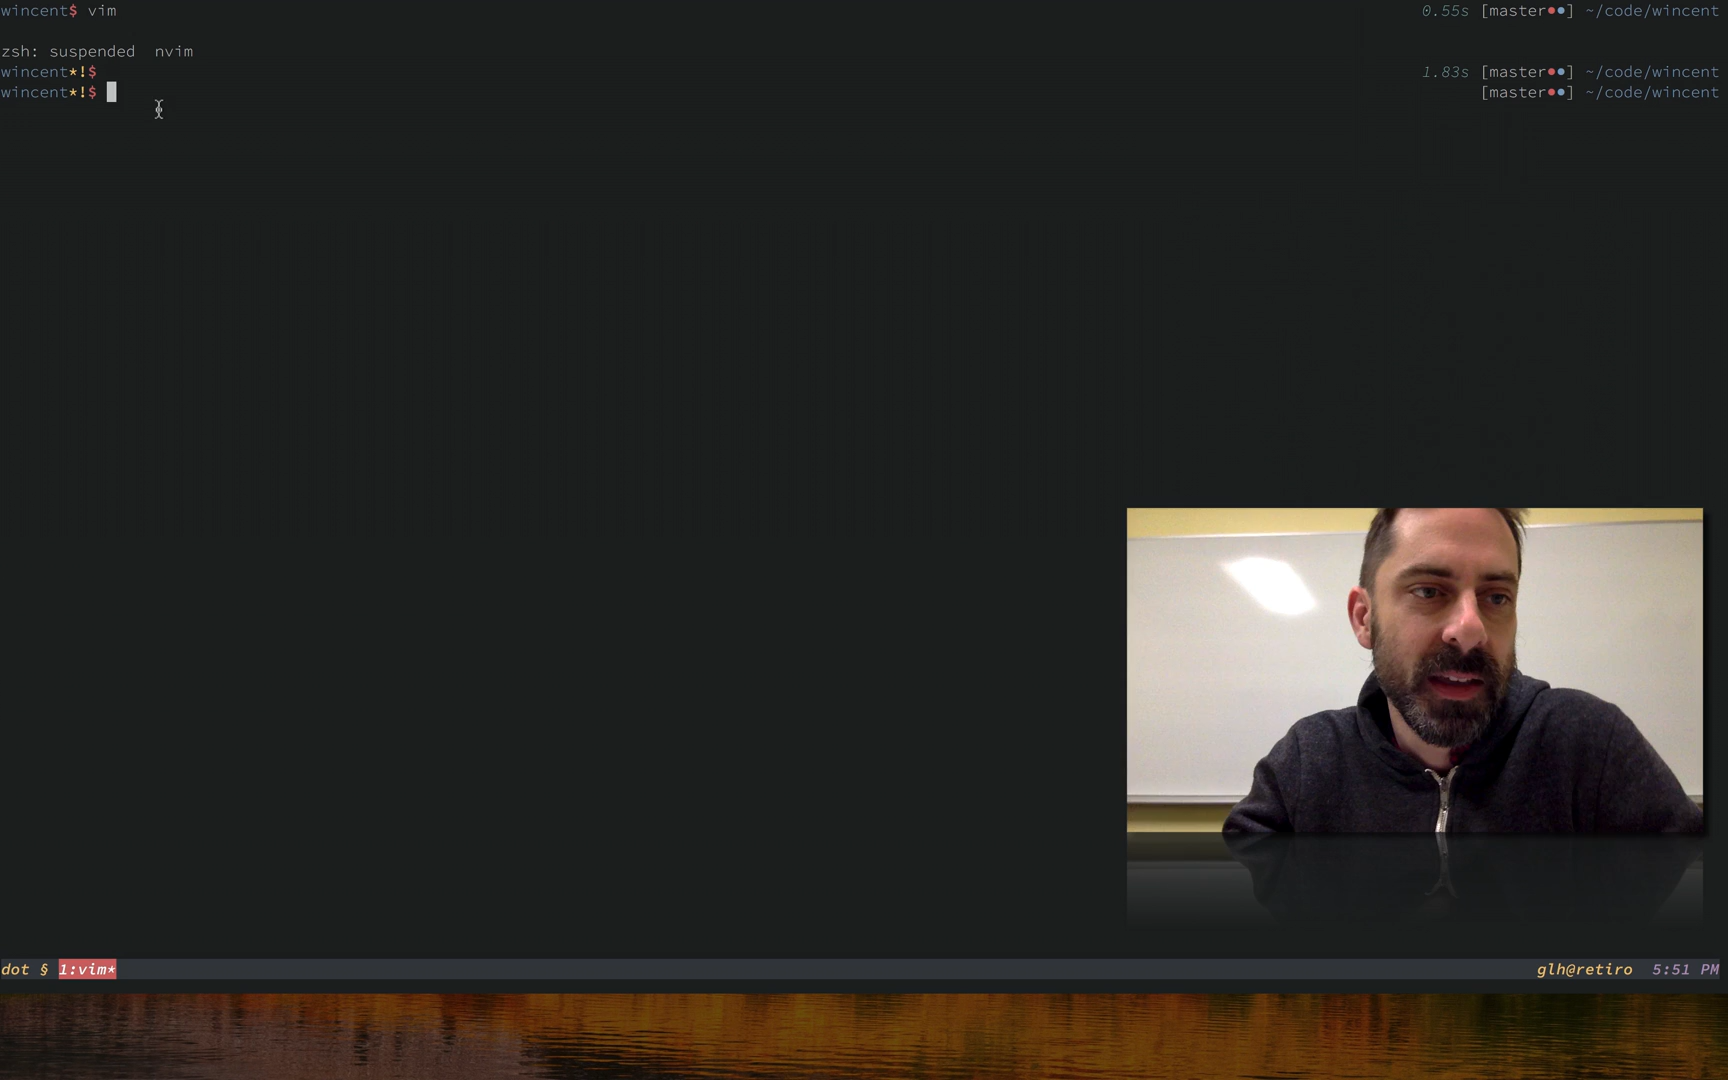 wincent$ vim 0.55s [master●●] ~/code/wincent
zsh: suspended  nvim
wincent*!$ 1.83s [master●●] ~/code/wincent
wincent*!$ [master●●] ~/code/wincent
dot § 1:vim* glh@retiro 5:51 PM